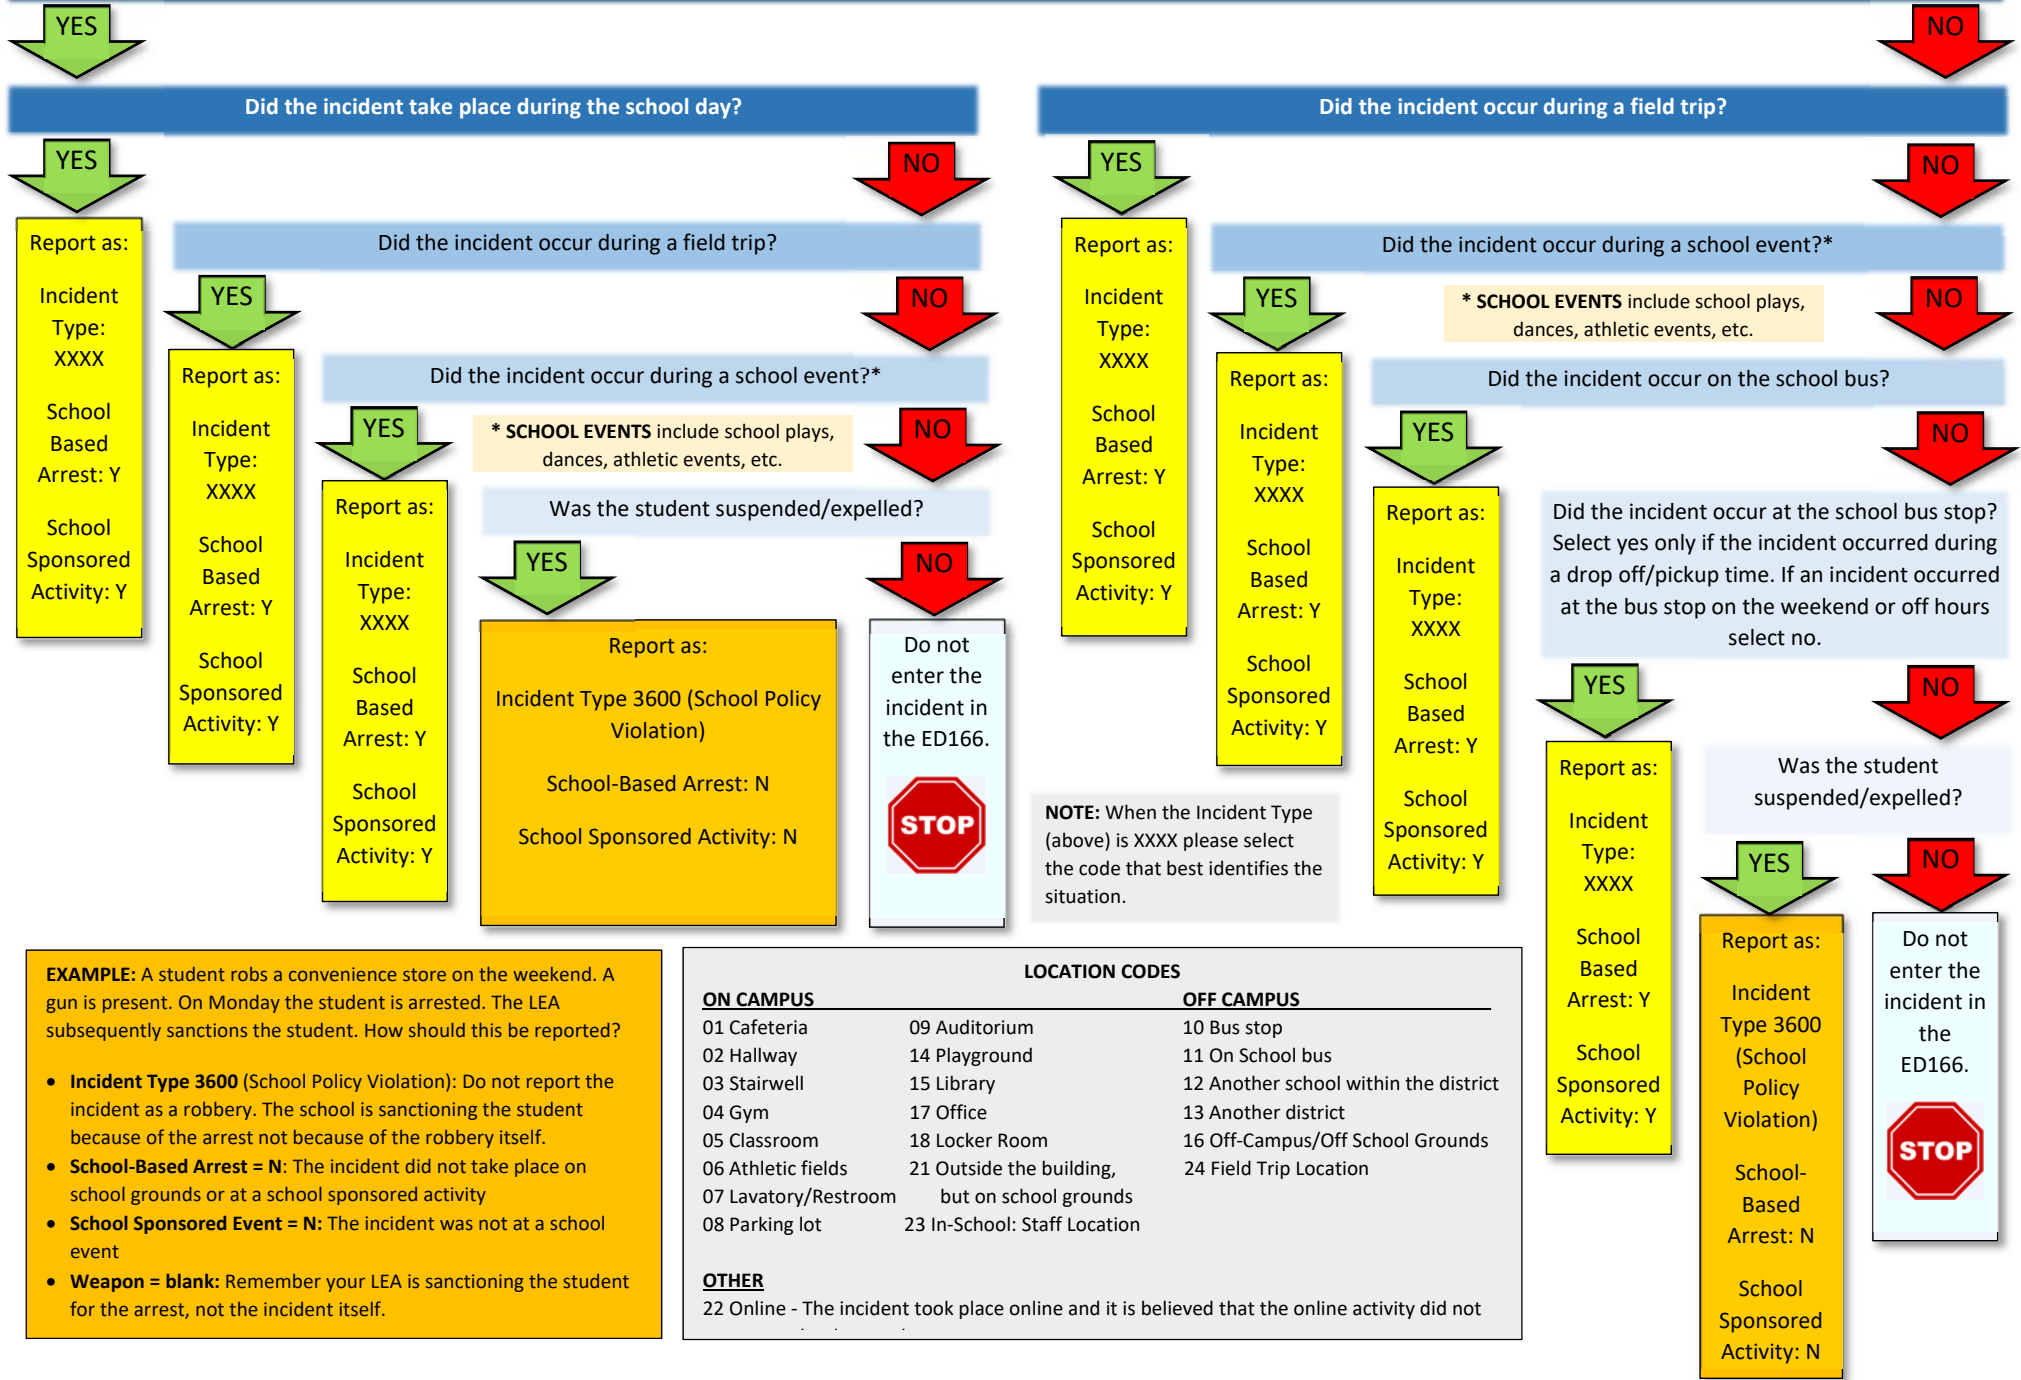 YES
NO
Did the incident take place during the school day?
YES
NO
Report as:
Incident
Type:
XXXX
School
Based
Arrest: Y
School
Sponsored
Activity: Y
Did the incident occur during a field trip?
YES
NO
Report as:
Incident
Type:
XXXX
School
Based
Arrest: Y
School
Sponsored
Activity: Y
Did the incident occur during a school event?*
YES
NO
* SCHOOL EVENTS include school plays,
dances, athletic events, etc.
Report as:
Incident
Type:
XXXX
School
Based
Arrest: Y
School
Sponsored
Activity: Y
Was the student suspended/expelled?
YES
NO
Report as:
Incident Type 3600 (School Policy
Violation)
School-Based Arrest: N
School Sponsored Activity: N
Do not
enter the
incident in
the ED166.
STOP
Did the incident occur during a field trip?
YES
NO
Report as:
Incident
Type:
XXXX
School
Based
Arrest: Y
School
Sponsored
Activity: Y
Did the incident occur during a school event?*
YES
NO
* SCHOOL EVENTS include school plays,
dances, athletic events, etc.
Report as:
Incident
Type:
XXXX
School
Based
Arrest: Y
School
Sponsored
Activity: Y
Did the incident occur on the school bus?
YES
NO
Report as:
Incident
Type:
XXXX
School
Based
Arrest: Y
School
Sponsored
Activity: Y
Did the incident occur at the school bus stop?
Select yes only if the incident occurred during
a drop off/pickup time. If an incident occurred
at the bus stop on the weekend or off hours
select no.
YES
NO
Report as:
Incident
Type:
XXXX
School
Based
Arrest: Y
School
Sponsored
Activity: Y
Was the student
suspended/expelled?
YES
NO
Report as:
Incident
Type 3600
(School
Policy
Violation)
School-
Based
Arrest: N
School
Sponsored
Activity: N
Do not
enter the
incident in
the
ED166.
STOP
NOTE: When the Incident Type
(above) is XXXX please select
the code that best identifies the
situation.
EXAMPLE: A student robs a convenience store on the weekend. A
gun is present. On Monday the student is arrested. The LEA
subsequently sanctions the student. How should this be reported?
• Incident Type 3600 (School Policy Violation): Do not report the
incident as a robbery. The school is sanctioning the student
because of the arrest not because of the robbery itself.
• School-Based Arrest = N: The incident did not take place on
school grounds or at a school sponsored activity
• School Sponsored Event = N: The incident was not at a school
event
• Weapon = blank: Remember your LEA is sanctioning the student
for the arrest, not the incident itself.
LOCATION CODES
ON CAMPUS
01 Cafeteria
02 Hallway
03 Stairwell
04 Gym
05 Classroom
06 Athletic fields
07 Lavatory/Restroom
08 Parking lot
09 Auditorium
14 Playground
15 Library
17 Office
18 Locker Room
21 Outside the building,
but on school grounds
23 In-School: Staff Location
OFF CAMPUS
10 Bus stop
11 On School bus
12 Another school within the district
13 Another district
16 Off-Campus/Off School Grounds
24 Field Trip Location
OTHER
22 Online - The incident took place online and it is believed that the online activity did not